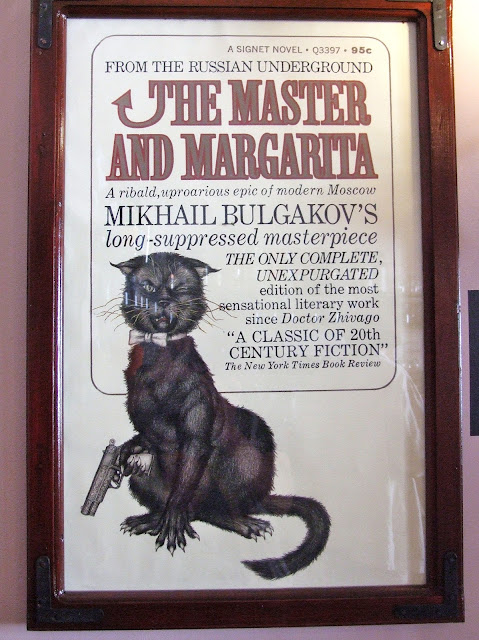 A SIGNET NOVEL • Q3397 • 95c
FROM THE RUSSIAN UNDERGROUND
THE MASTER
AND MARGARITA
A ribald, uproarious epic of modern Moscow
MIKHAIL BULGAKOV'S
long-suppressed masterpiece
THE ONLY COMPLETE,
UNEXPURGATED
edition of the most
sensational literary work
since Doctor Zhivago
"A CLASSIC OF 20th
CENTURY FICTION"
The New York Times Book Review